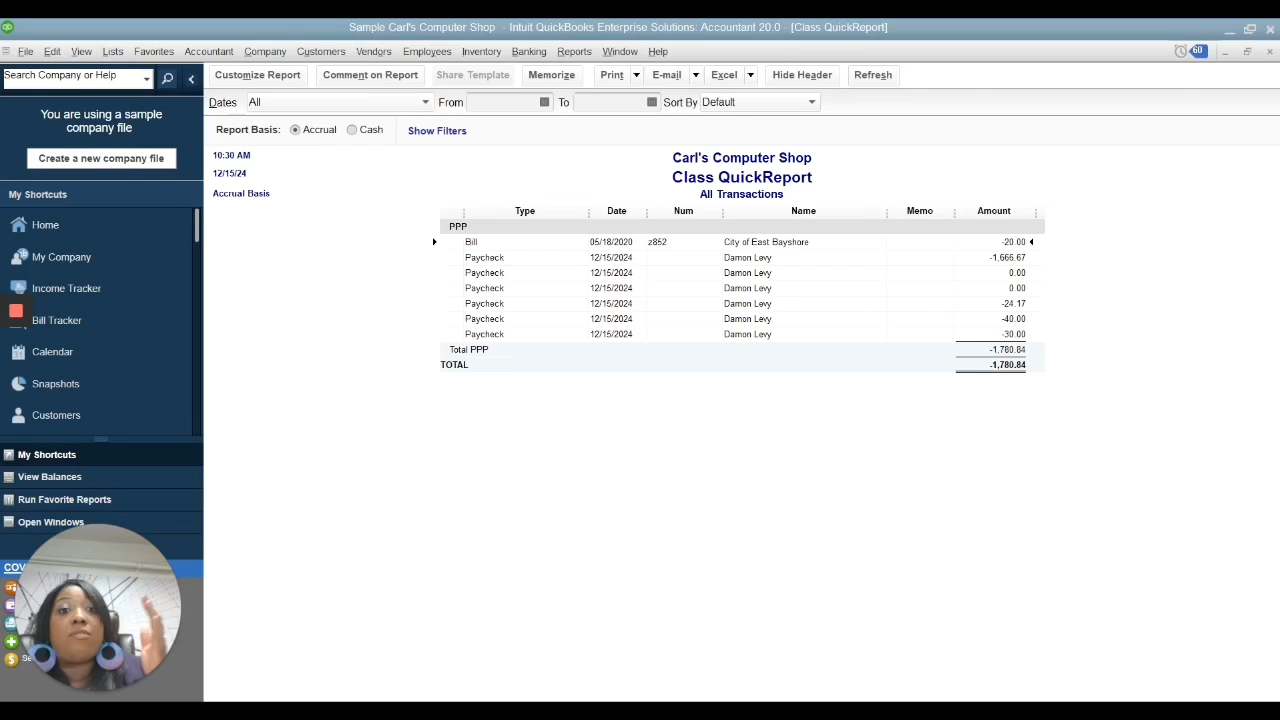 Sample Carl's Computer Shop - Intuit QuickBooks Enterprise Solutions: Accountant 20.0 - [Class QuickReport]
File Edit View Lists Favorites Accountant Company Customers Vendors Employees Inventory Banking Reports Window Help
60
Search Company or Help
Customize Report Comment on Report Share Template Memorize Print E-mail Excel Hide Header Refresh
Dates All From To Sort By Default
You are using a sample
company file
Create a new company file
Report Basis: Accrual Cash Show Filters
My Shortcuts
Home
My Company
Income Tracker
Bill Tracker
Calendar
Snapshots
Customers
My Shortcuts
View Balances
Run Favorite Reports
Open Windows
COV
Se
10:30 AM
12/15/24
Accrual Basis
Carl's Computer Shop
Class QuickReport
All Transactions
Type Date Num Name Memo Amount
PPP
Bill 05/18/2020 z852 City of East Bayshore -20.00
Paycheck 12/15/2024 Damon Levy -1,666.67
Paycheck 12/15/2024 Damon Levy 0.00
Paycheck 12/15/2024 Damon Levy 0.00
Paycheck 12/15/2024 Damon Levy -24.17
Paycheck 12/15/2024 Damon Levy -40.00
Paycheck 12/15/2024 Damon Levy -30.00
Total PPP -1,780.84
TOTAL -1,780.84